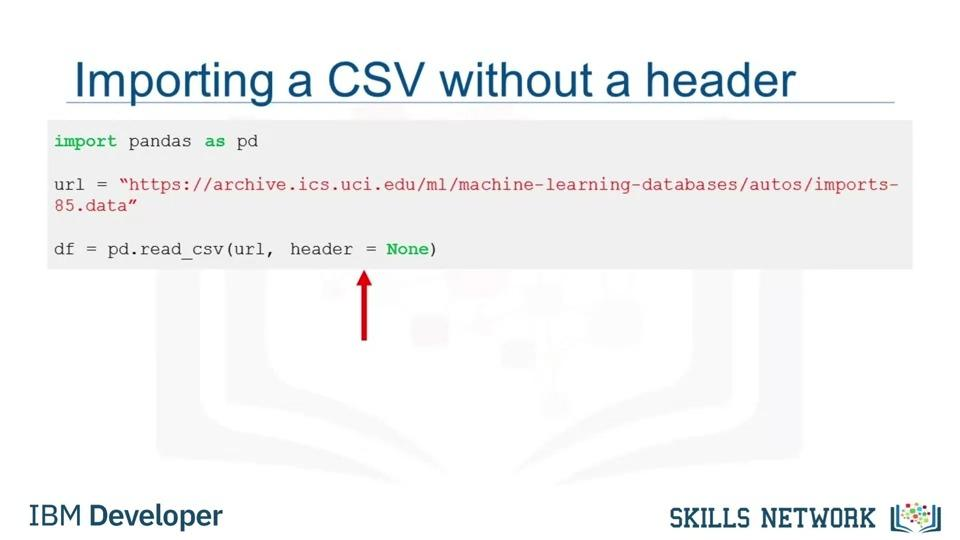 Importing a CSV without a header
import pandas as pd
url = “https://archive.ics.uci.edu/ml/machine-learning-databases/autos/imports-
85.data”
df = pd.read_csv(url, header = None)
IBM Developer
SKILLS NETWORK